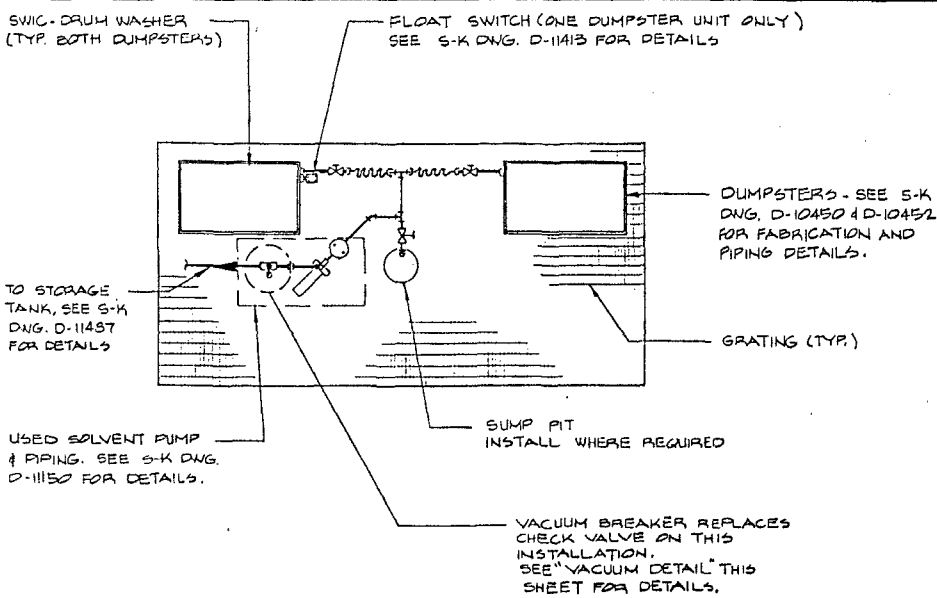 SWIC-DRUM WASHER
(TYP. BOTH DUMPSTERS)
FLOAT SWITCH (ONE DUMPSTER UNIT ONLY)
SEE S-K DWG. D-11413 FOR DETAILS
DUMPSTERS - SEE S-K
DWG. D-10450 & D-10452
FOR FABRICATION AND
PIPING DETAILS.
TO STORAGE
TANK, SEE S-K
DWG. D-11437
FOR DETAILS
GRATING (TYP.)
SUMP PIT
INSTALL WHERE REQUIRED
USED SOLVENT PUMP
& PIPING. SEE S-K DWG.
D-11150 FOR DETAILS.
VACUUM BREAKER REPLACES
CHECK VALVE ON THIS
INSTALLATION.
SEE "VACUUM DETAIL" THIS
SHEET FOR DETAILS.